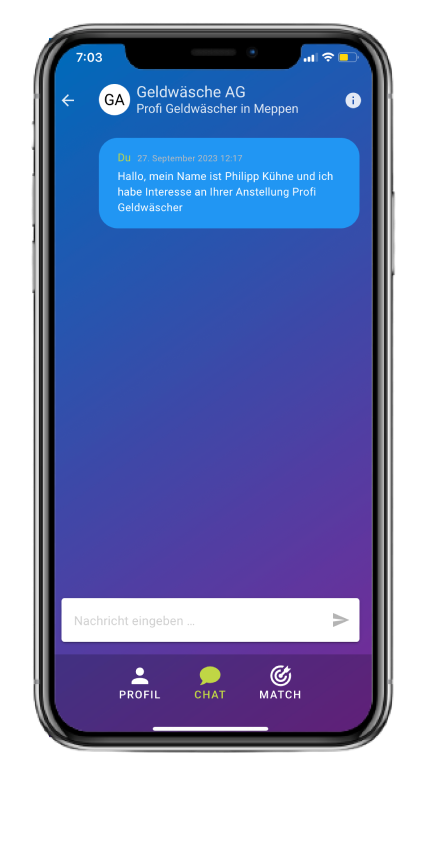 7:03
GA
Geldwäsche AG
Profi Geldwäscher in Meppen
Du 27. September 2023 12:17
Hallo, mein Name ist Philipp Kühne und ich
habe Interesse an Ihrer Anstellung Profi
Geldwäscher
Nachricht eingeben ...
PROFIL CHAT MATCH